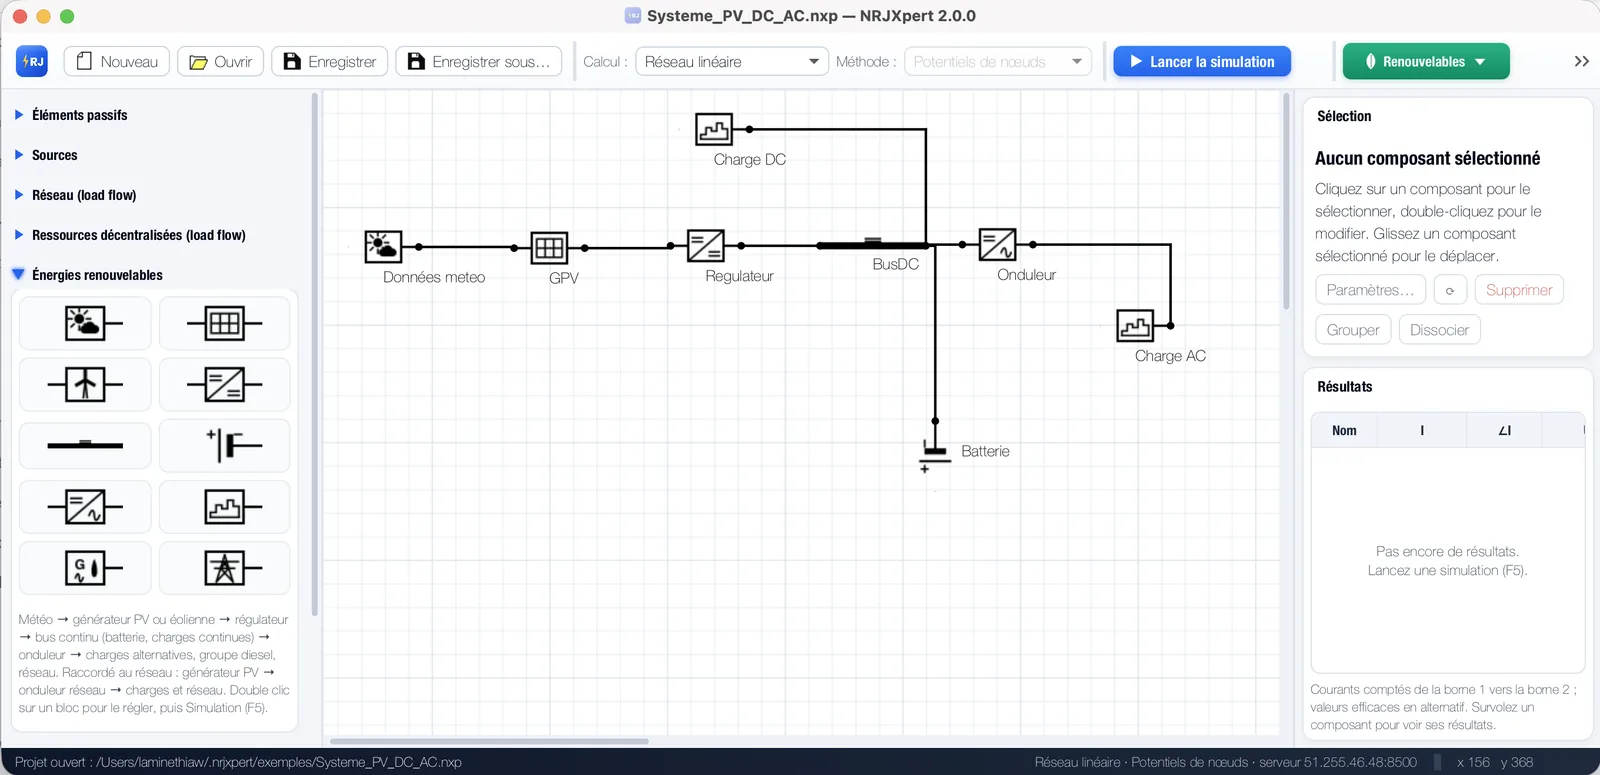 Systeme_PV_DC_AC.nxp — NRJXpert 2.0.0
RJ
Nouveau
Ouvrir
Enregistrer
Enregistrer sous...
Calcul :
Réseau linéaire
Méthode :
Potentiels de nœuds
Lancer la simulation
Renouvelables
Éléments passifs
Sources
Réseau (load flow)
Ressources décentralisées (load flow)
Énergies renouvelables
G
Météo → générateur PV ou éolienne → régulateur
→ bus continu (batterie, charges continues) →
onduleur → charges alternatives, groupe diesel,
réseau. Raccordé au réseau : générateur PV →
onduleur réseau → charges et réseau. Double clic
sur un bloc pour le régler, puis Simulation (F5).
Charge DC
Données meteo
GPV
Regulateur
BusDC
Onduleur
Charge AC
Batterie
Sélection
Aucun composant sélectionné
Cliquez sur un composant pour le
sélectionner, double-cliquez pour le
modifier. Glissez un composant
sélectionné pour le déplacer.
Paramètres...
Supprimer
Grouper
Dissocier
Résultats
Nom
I
∠I
Pas encore de résultats.
Lancez une simulation (F5).
Courants comptés de la borne 1 vers la borne 2 ;
valeurs efficaces en alternatif. Survolez un
composant pour voir ses résultats.
Projet ouvert : /Users/laminethiaw/.nrjxpert/exemples/Systeme_PV_DC_AC.nxp
Réseau linéaire · Potentiels de nœuds · serveur 51.255.46.48:8500
x 156 y 368